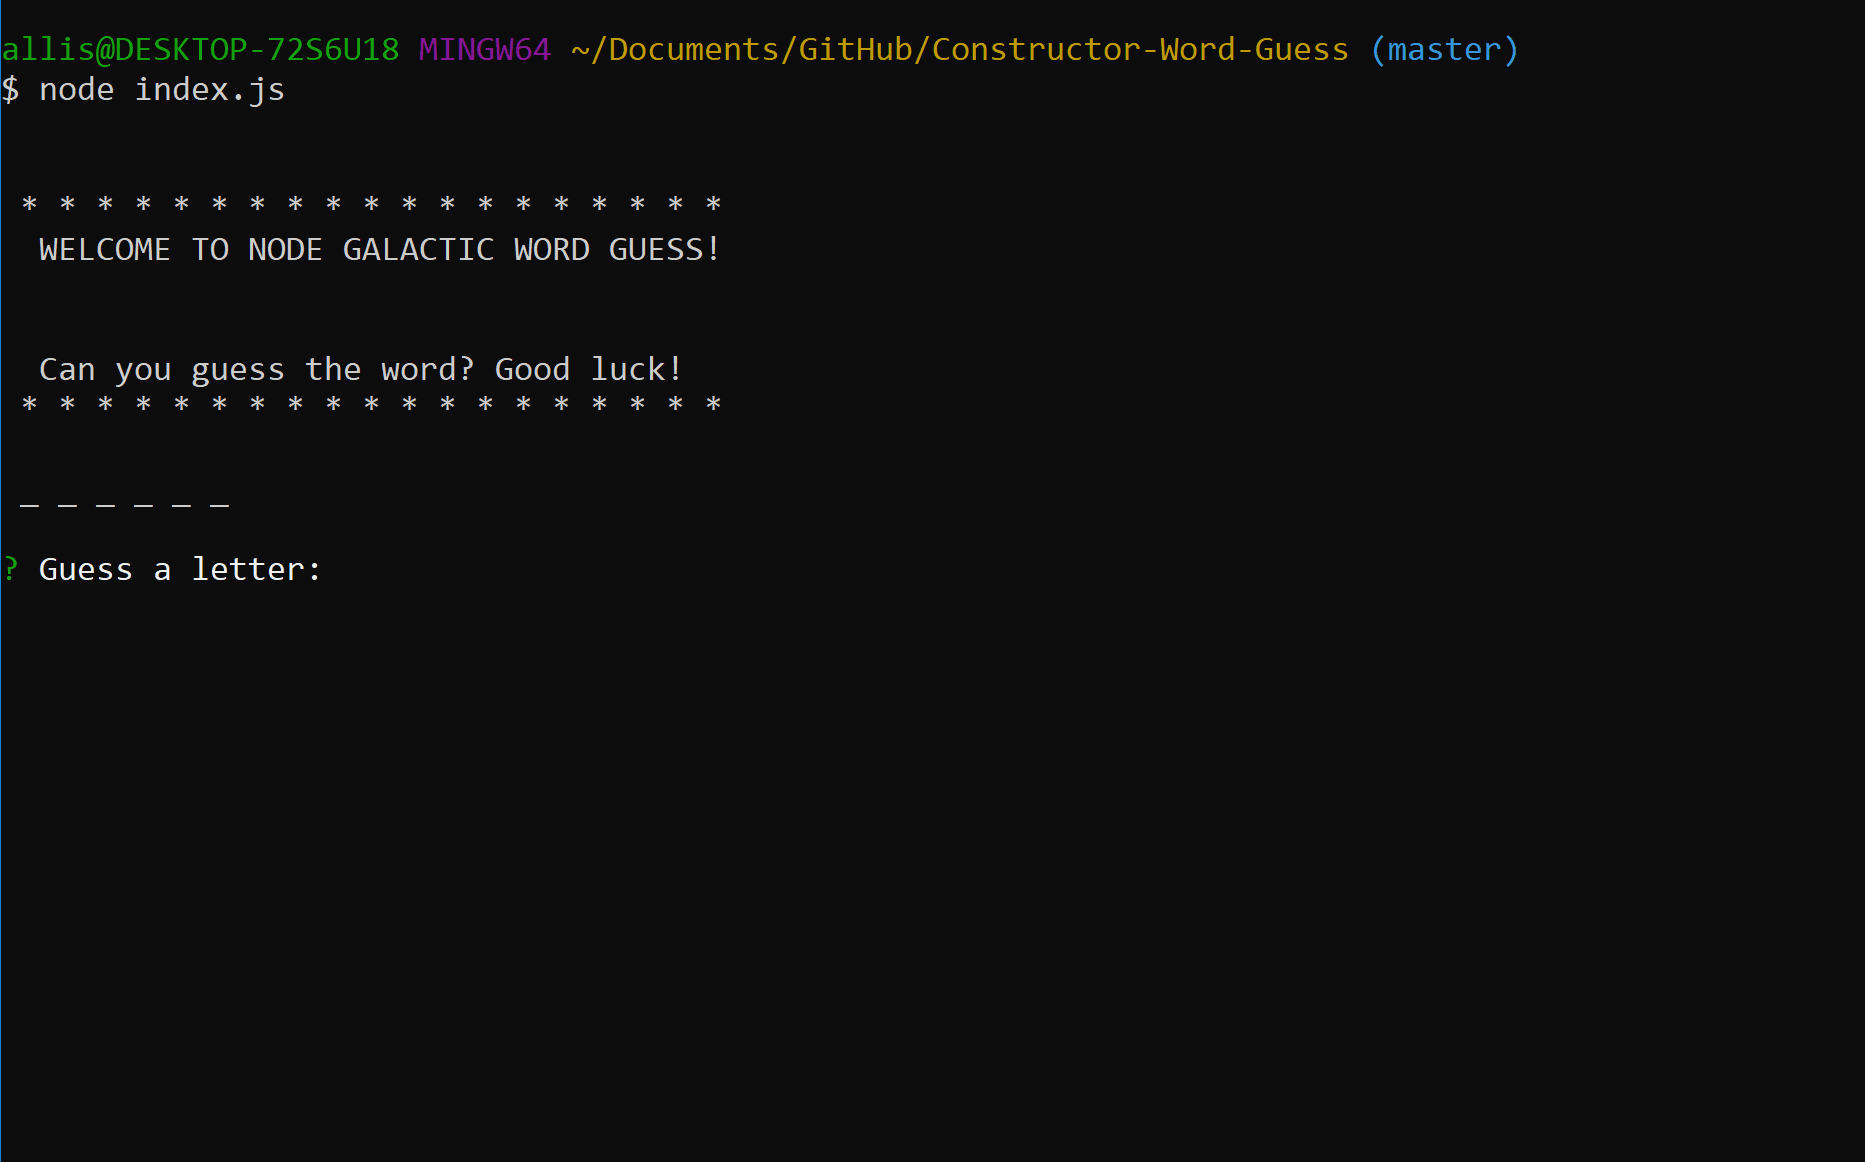 allis@DESKTOP-72S6U18 MINGW64 ~/Documents/GitHub/Constructor-Word-Guess (master)
$ node index.js
* * * * * * * * * * * * * * * * * * *
WELCOME TO NODE GALACTIC WORD GUESS!
Can you guess the word? Good luck!
* * * * * * * * * * * * * * * * * * *
_ _ _ _ _ _
? Guess a letter: